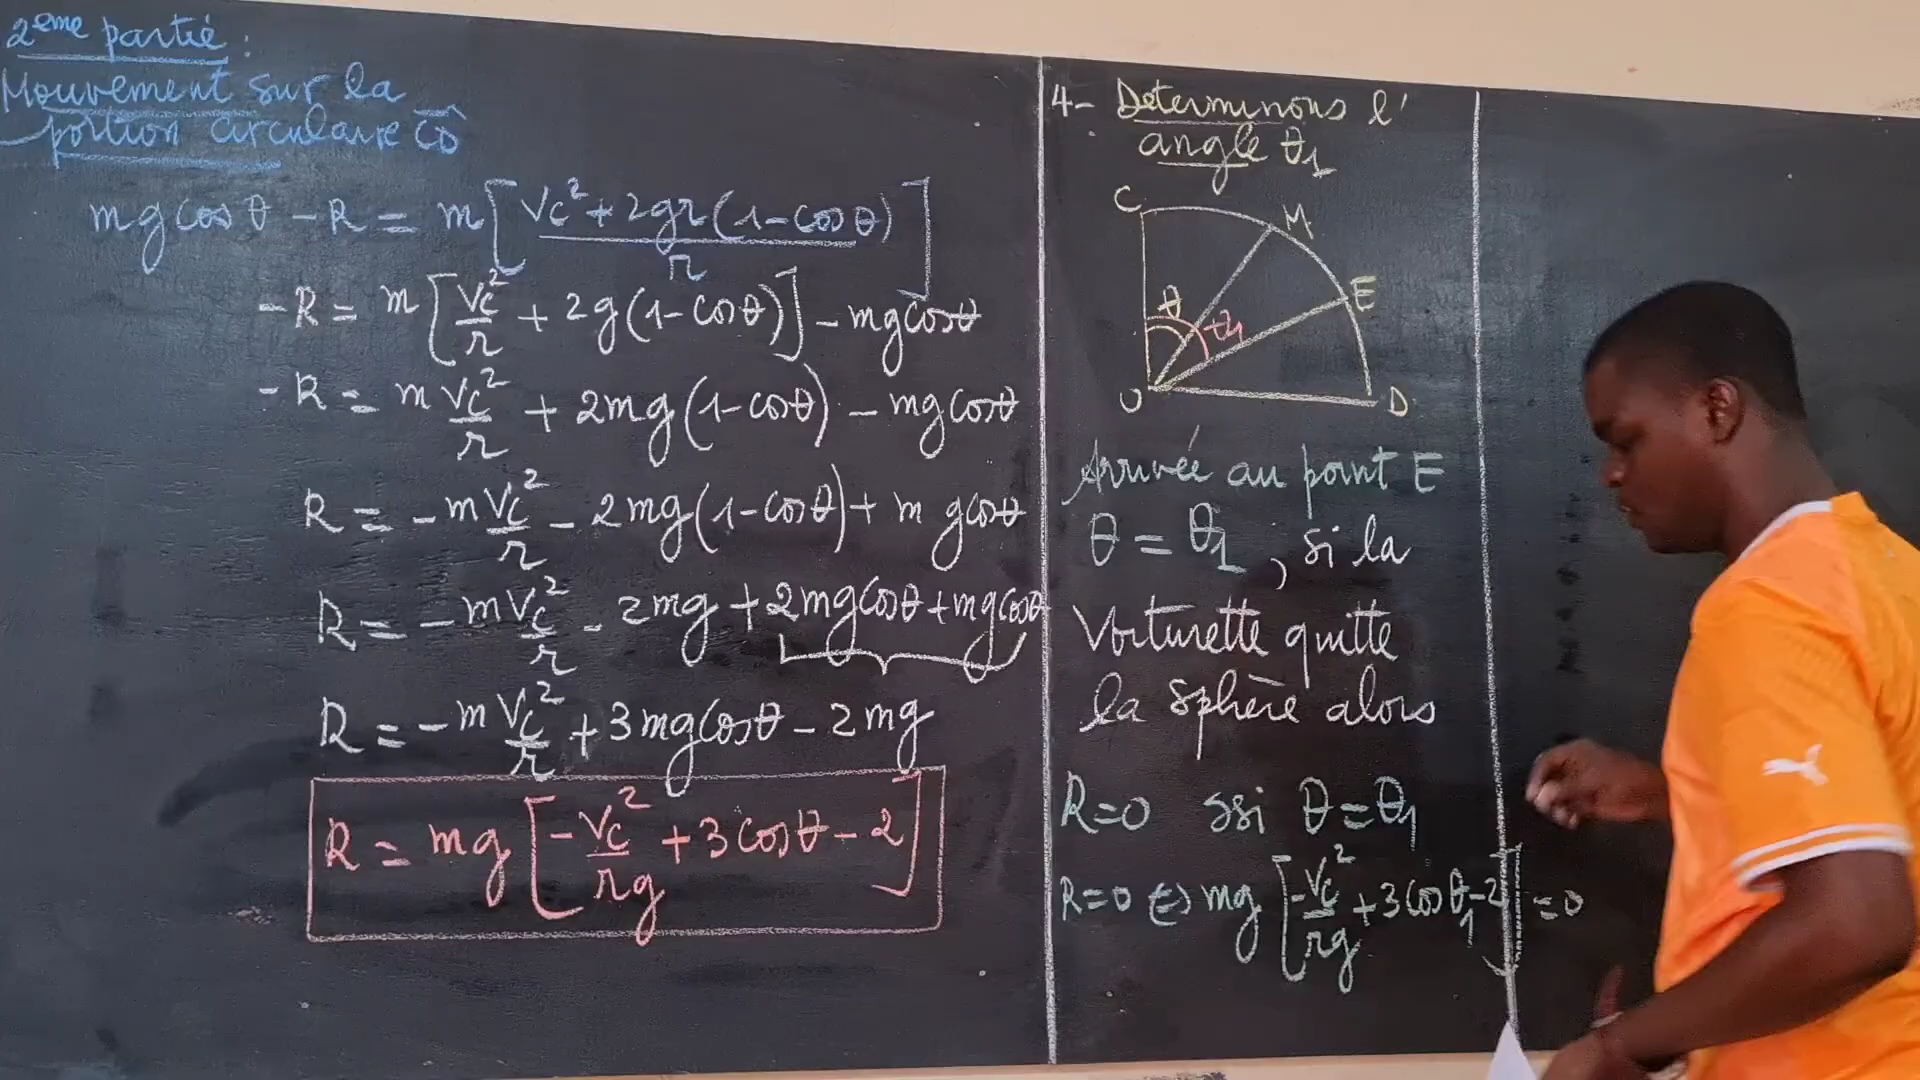 2eme partie :
Mouvement sur la
portion circulaire CD
mg cosθ - R = m[(Vc² + 2gr(1-cosθ))/r]
-R = m[Vc²/r + 2g(1-cosθ)] - mg cosθ
-R = m Vc²/r + 2mg(1-cosθ) - mg cosθ
R = -m Vc²/r - 2mg(1-cosθ) + m g cosθ
R = -m Vc²/r - 2mg + 2mg cosθ + mg cosθ
R = -m Vc²/r + 3mg cosθ - 2mg
R = mg[-Vc²/rg + 3cosθ - 2]
4- Determinons l'
angle θ1
C
M
E
θ
θ1
O
D
Arrivée au point E
θ = θ1, si la
Voiturette quitte
la sphère alors
R=0 ssi θ=θ1
R=0 ⇔ mg[-Vc²/rg + 3cosθ1 - 2] = 0